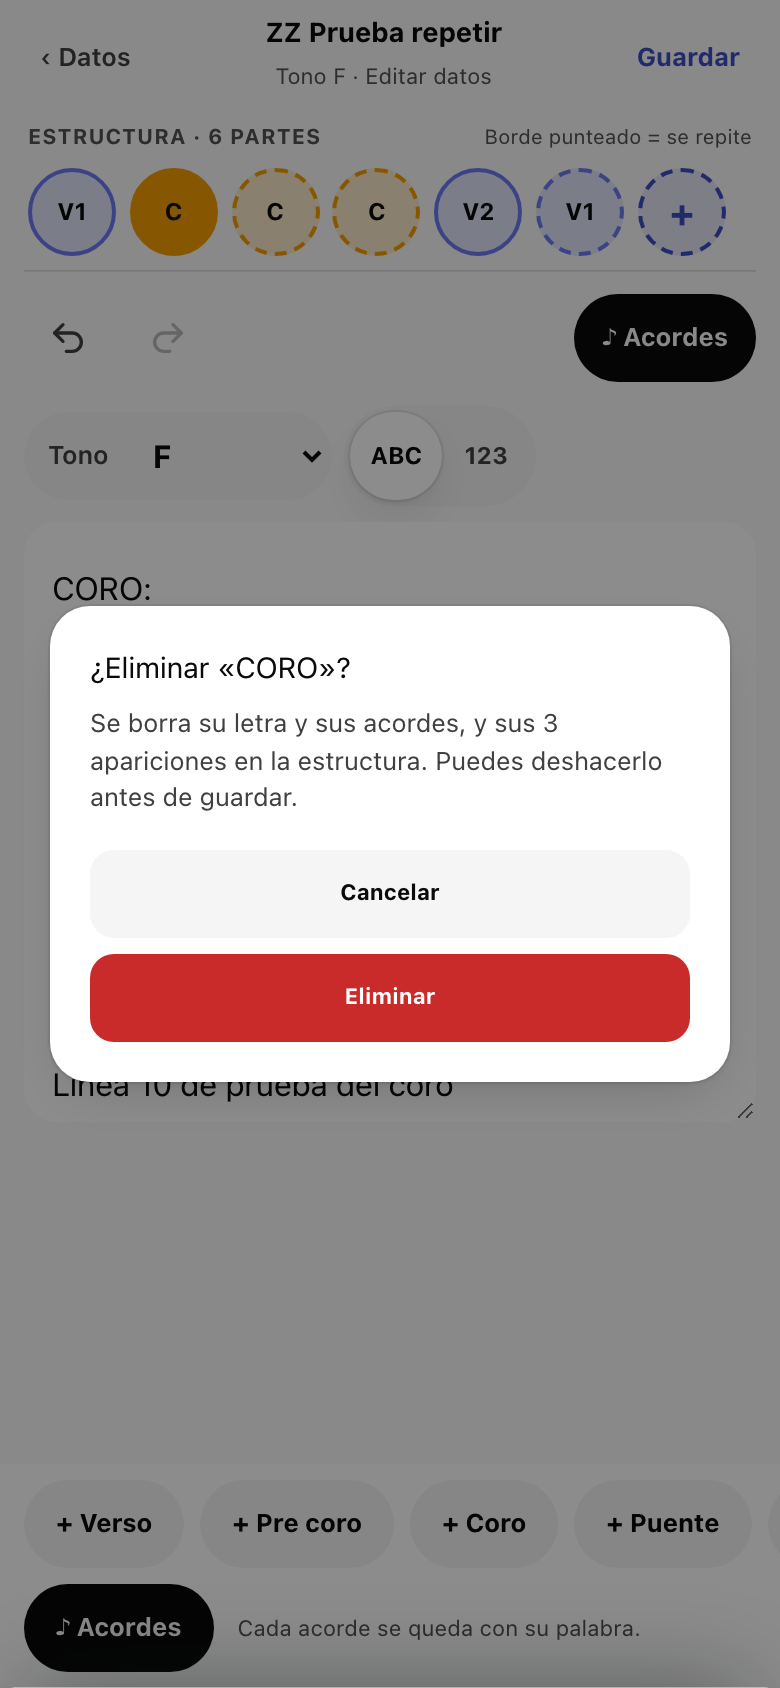 ‹ Datos
ZZ Prueba repetir
Tono F · Editar datos
Guardar
ESTRUCTURA · 6 PARTES
Borde punteado = se repite
V1
C
C
C
V2
V1
+
♪ Acordes
Tono
F
ABC
123
CORO:
¿Eliminar «CORO»?
Se borra su letra y sus acordes, y sus 3
apariciones en la estructura. Puedes deshacerlo
antes de guardar.
Cancelar
Eliminar
Línea 10 de prueba del coro
+ Verso
+ Pre coro
+ Coro
+ Puente
♪ Acordes
Cada acorde se queda con su palabra.